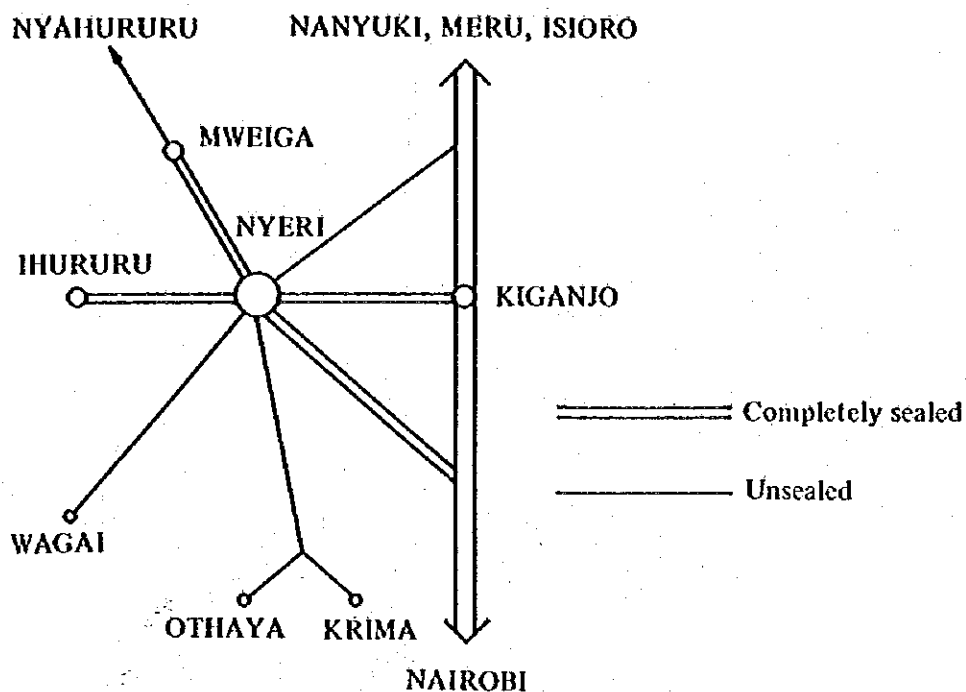 NYAHURURU
NANYUKI, MERU, ISIORO
MWEIGA
NYERI
IHURURU
KIGANJO
Completely sealed
Unsealed
WAGAI
OTHAYA
KRIMA
NAIROBI